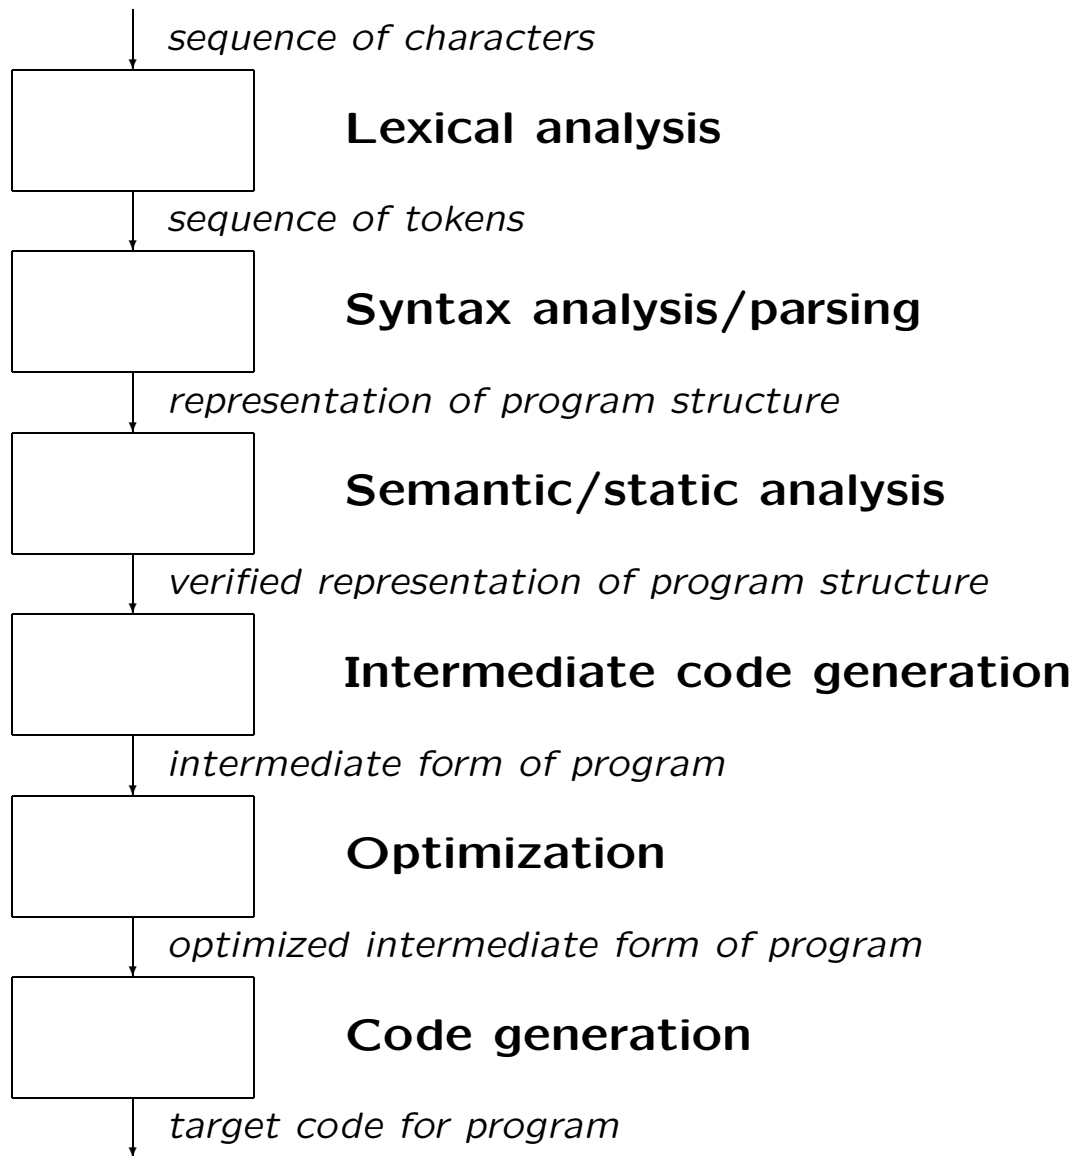 sequence of characters
Lexical analysis
sequence of tokens
Syntax analysis/parsing
representation of program structure
Semantic/static analysis
verified representation of program structure
Intermediate code generation
intermediate form of program
Optimization
optimized intermediate form of program
Code generation
target code for program